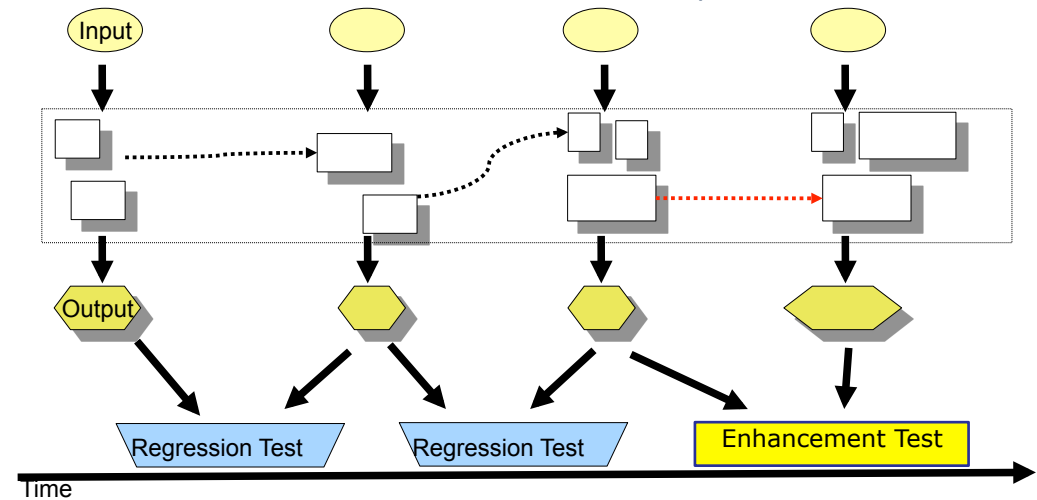 Input
Output
Regression Test
Regression Test
Enhancement Test
Time